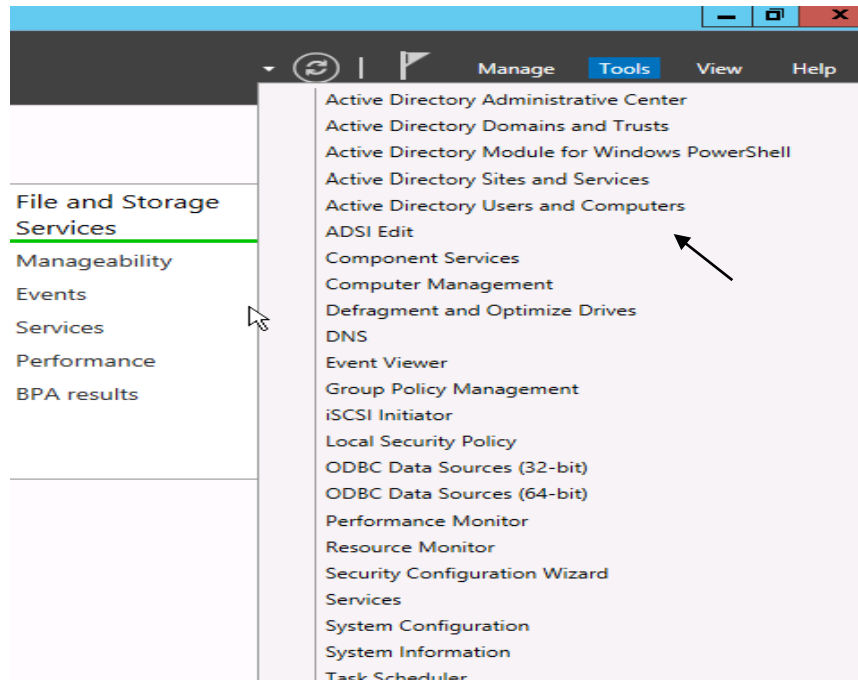 Manage Tools View Help
File and Storage
Services
Manageability
Events
Services
Performance
BPA results
Active Directory Administrative Center
Active Directory Domains and Trusts
Active Directory Module for Windows PowerShell
Active Directory Sites and Services
Active Directory Users and Computers
ADSI Edit
Component Services
Computer Management
Defragment and Optimize Drives
DNS
Event Viewer
Group Policy Management
iSCSI Initiator
Local Security Policy
ODBC Data Sources (32-bit)
ODBC Data Sources (64-bit)
Performance Monitor
Resource Monitor
Security Configuration Wizard
Services
System Configuration
System Information
Task Scheduler